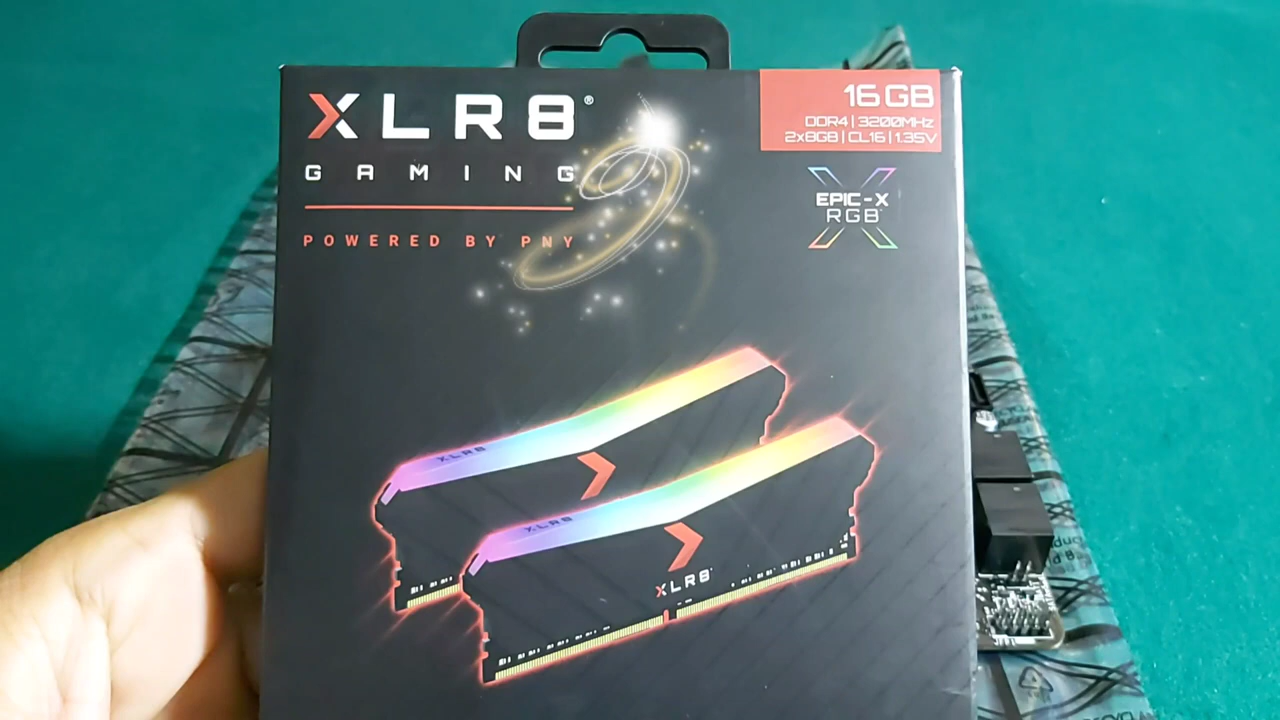 XLR8®
GAMING
POWERED BY PNY
16GB
DDR4 | 3200MHz
2x8GB | CL16 | 1.35V
EPIC-X
RGB
XLR8
XLR8
XLR8